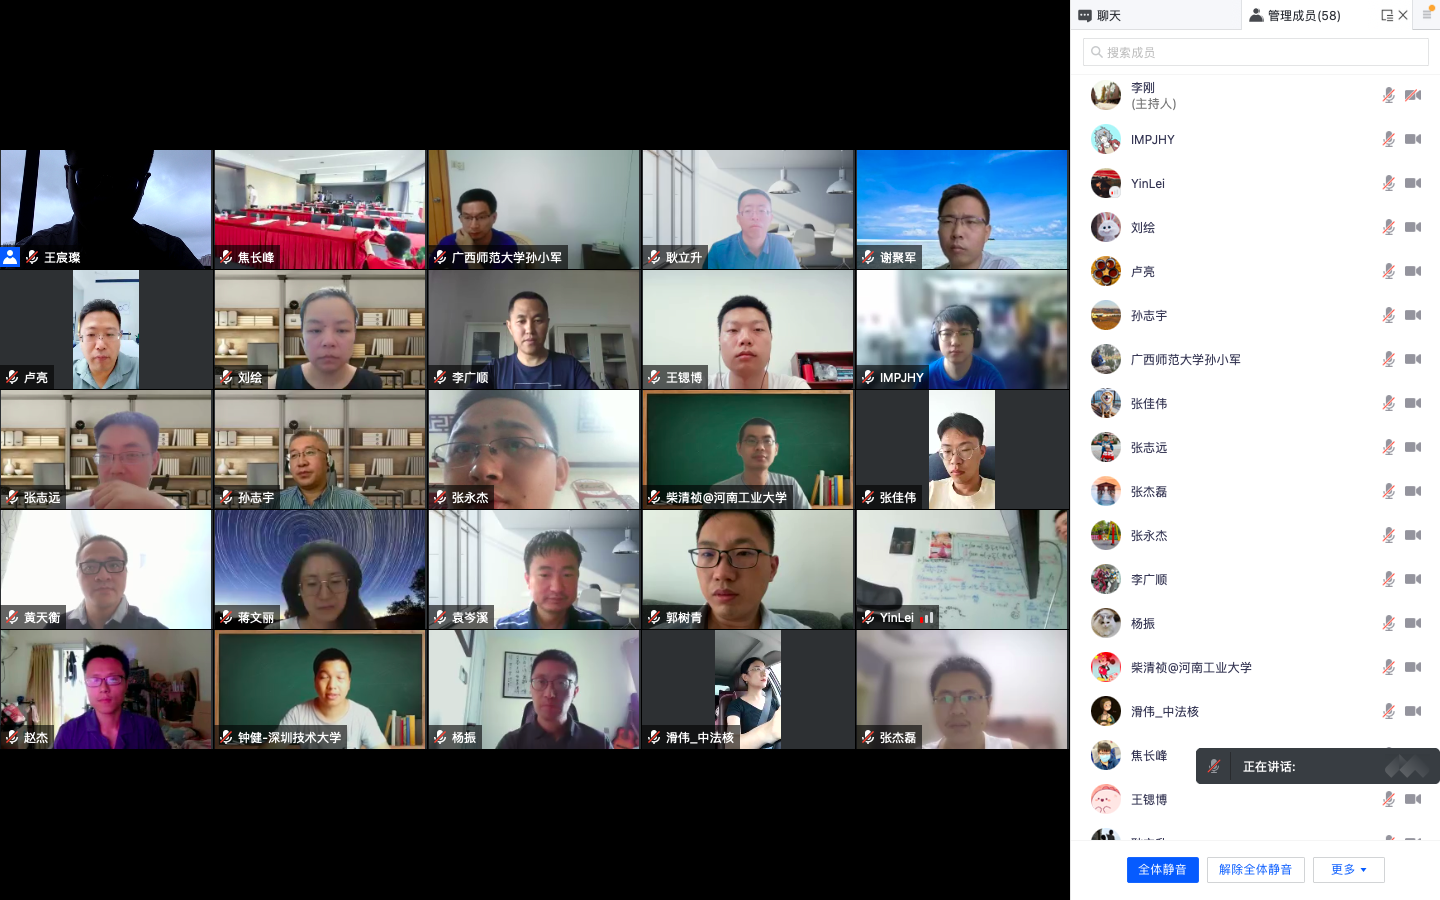 聊天
管理成员(58)
搜索成员
王宸璨
焦长峰
广西师范大学孙小军
耿立升
谢聚军
卢亮
刘绘
李广顺
王锶博
IMPJHY
张志远
孙志宇
张永杰
柴清祯@河南工业大学
张佳伟
黄天衡
蒋文丽
袁岑溪
郭树青
YinLei
赵杰
钟健-深圳技术大学
杨振
滑伟_中法核
张杰磊
李刚
(主持人)
IMPJHY
YinLei
刘绘
卢亮
孙志宇
广西师范大学孙小军
张佳伟
张志远
张杰磊
张永杰
李广顺
杨振
柴清祯@河南工业大学
滑伟_中法核
焦长峰
正在讲话:
王锶博
全体静音
解除全体静音
更多